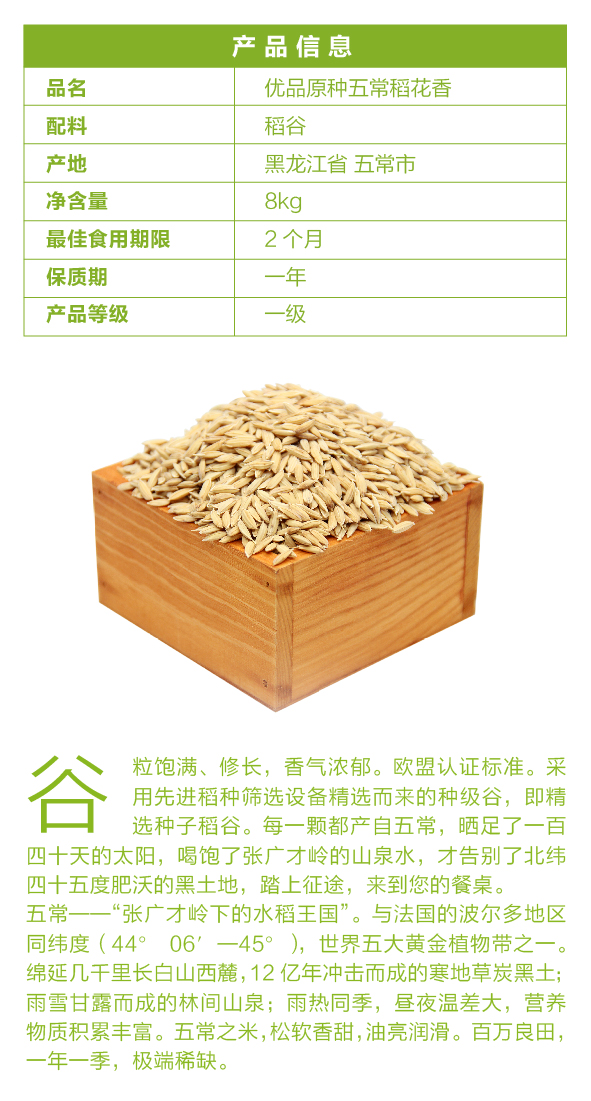 产品信息
品名 优品原种五常稻花香
配料 稻谷
产地 黑龙江省 五常市
净含量 8kg
最佳食用期限 2个月
保质期 一年
产品等级 一级
谷粒饱满、修长，香气浓郁。欧盟认证标准。采
用先进稻种筛选设备精选而来的种级谷，即精
选种子稻谷。每一颗都产自五常，晒足了一百
四十天的太阳，喝饱了张广才岭的山泉水，才告别了北纬
四十五度肥沃的黑土地，踏上征途，来到您的餐桌。
五常——“张广才岭下的水稻王国”。与法国的波尔多地区
同纬度（44° 06′—45° ），世界五大黄金植物带之一。
绵延几千里长白山西麓，12亿年冲击而成的寒地草炭黑土；
雨雪甘露而成的林间山泉；雨热同季，昼夜温差大，营养
物质积累丰富。五常之米，松软香甜，油亮润滑。百万良田，
一年一季，极端稀缺。